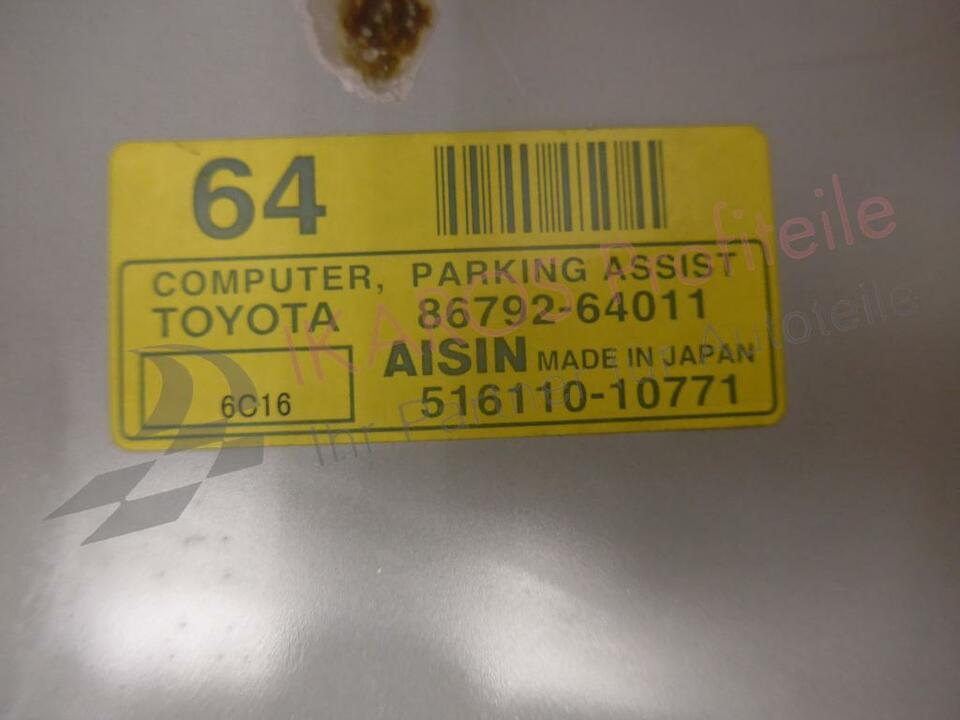 64
COMPUTER, PARKING ASSIST
TOYOTA 86792-64011
AISIN MADE IN JAPAN
6C16 516110-10771
IKAROS Profiteile
Ihr Partner für Autoteile